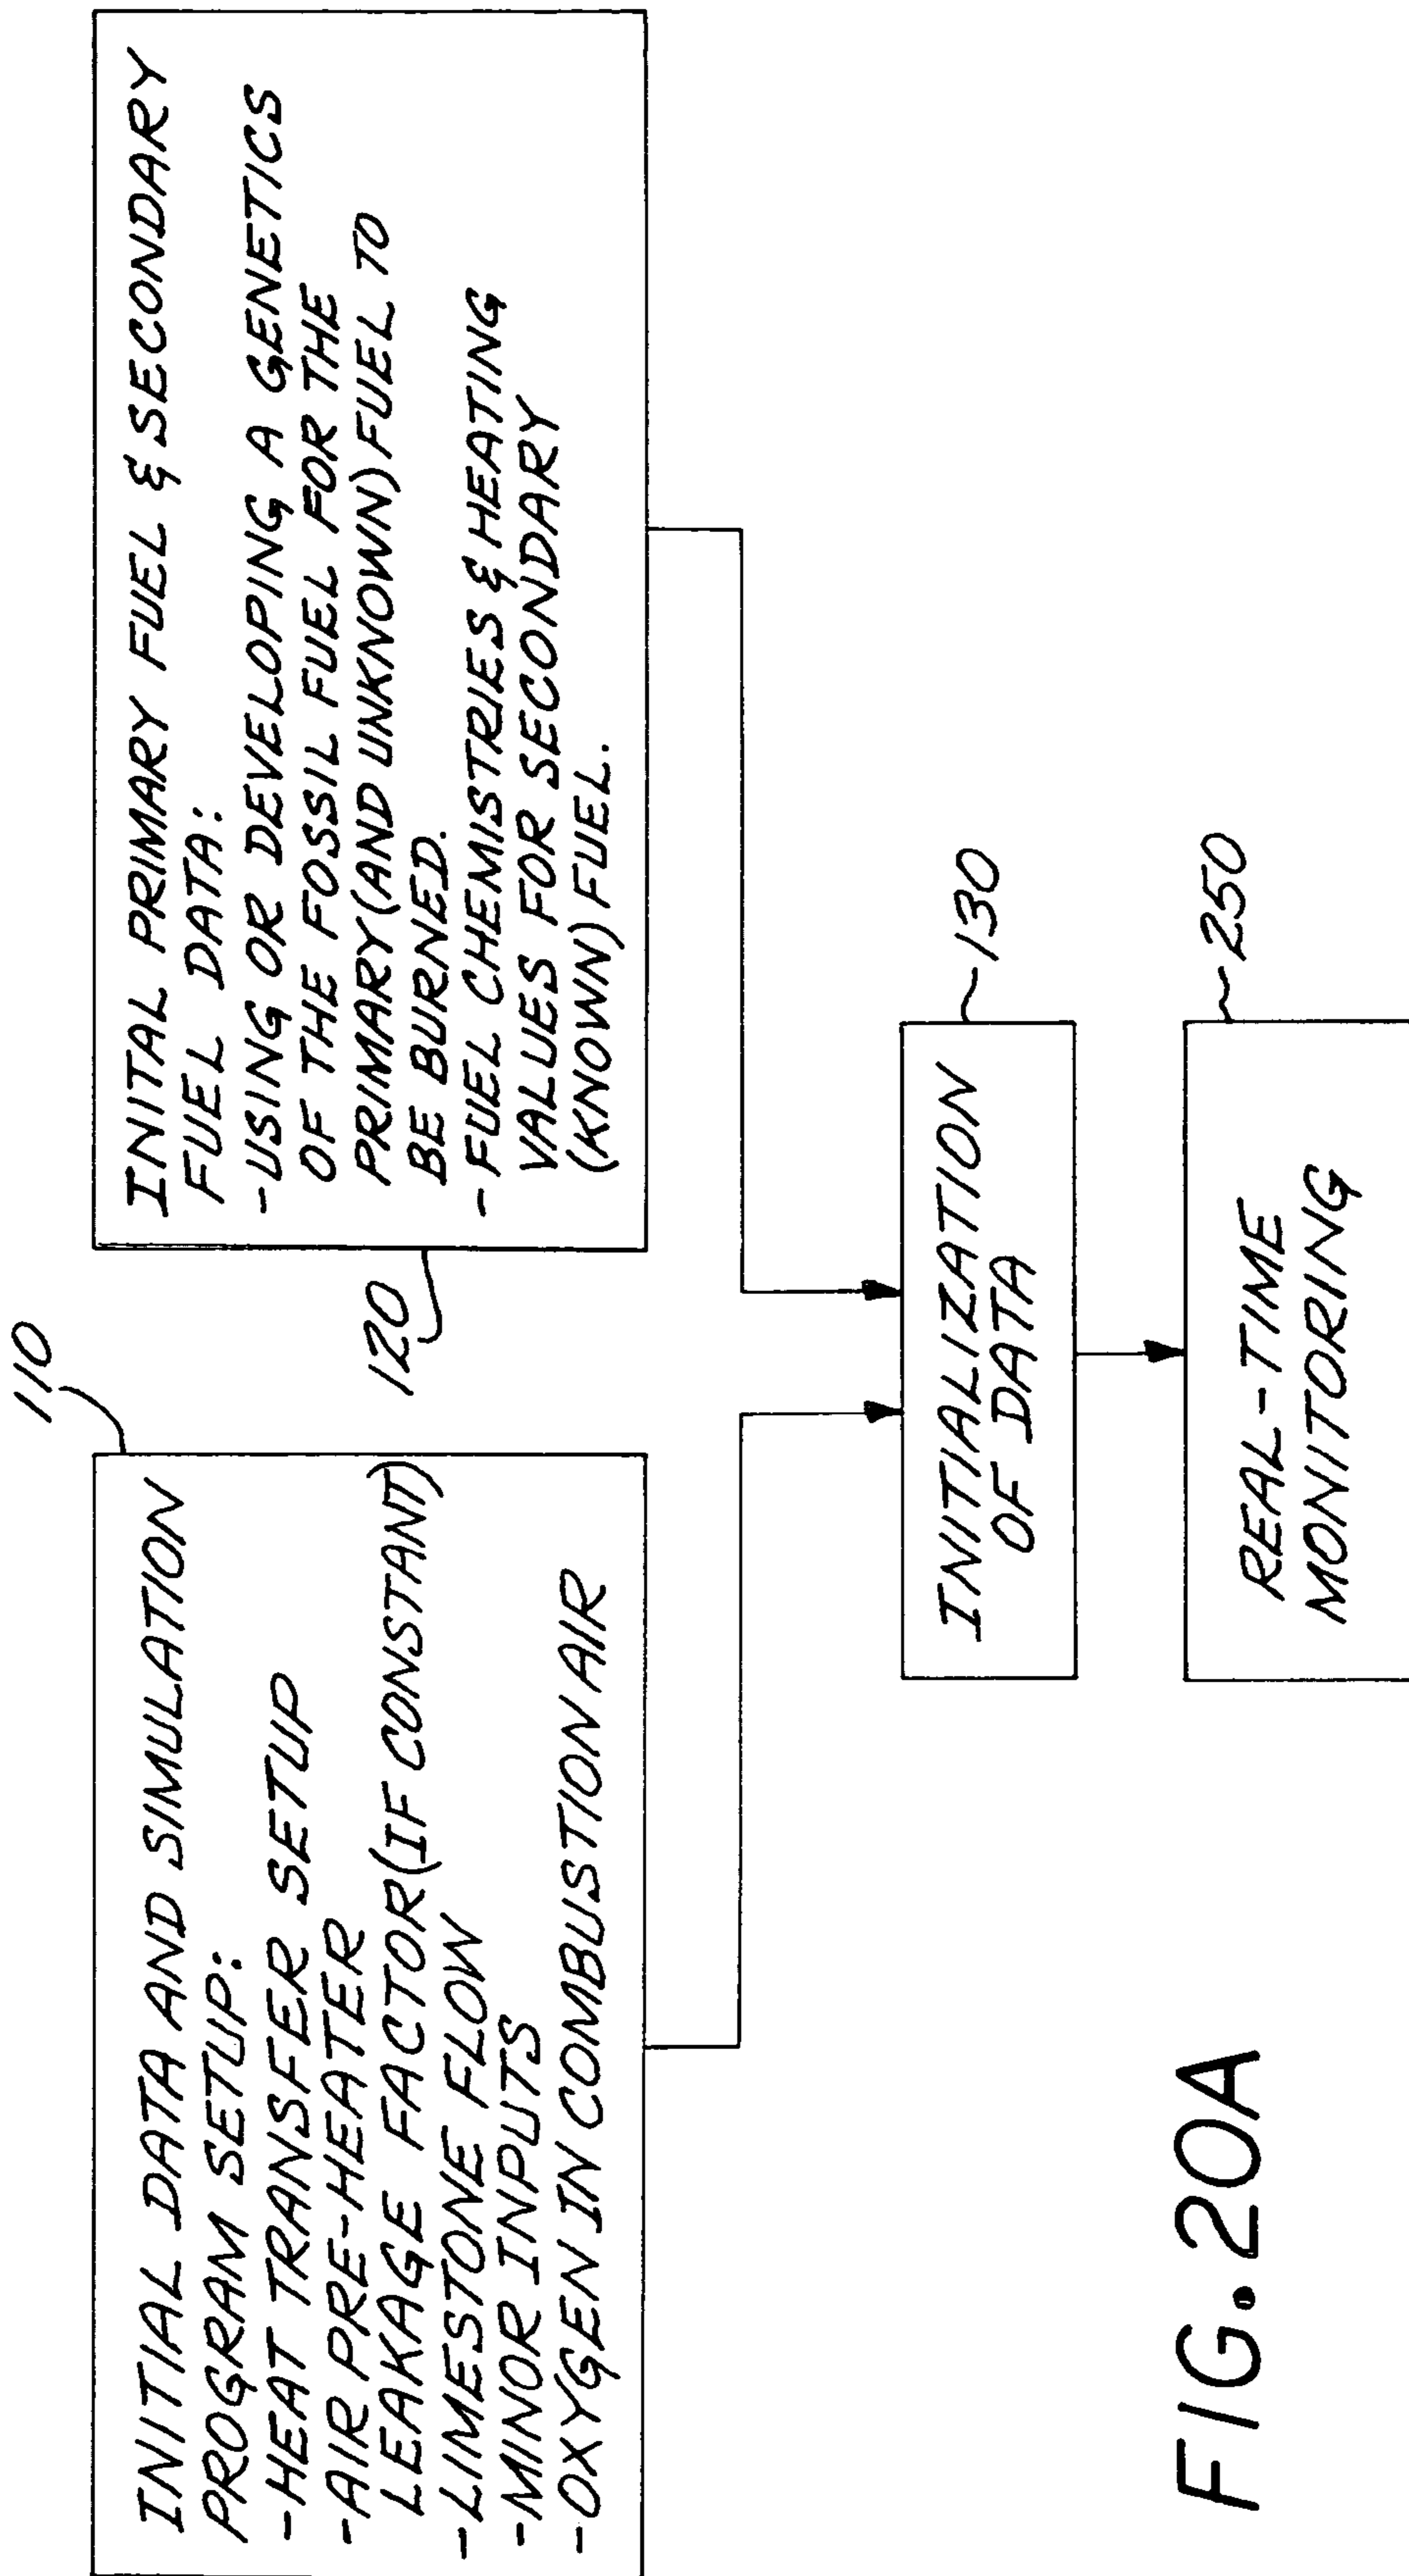 110
INITIAL DATA AND SIMULATION
PROGRAM SETUP:
-HEAT TRANSFER SETUP
-AIR PRE-HEATER
LEAKAGE FACTOR (IF CONSTANT)
-LIMESTONE FLOW
-MINOR INPUTS
-OXYGEN IN COMBUSTION AIR
120
INITAL PRIMARY FUEL & SECONDARY
FUEL DATA:
-USING OR DEVELOPING A GENETICS
OF THE FOSSIL FUEL FOR THE
PRIMARY (AND UNKNOWN) FUEL TO
BE BURNED.
-FUEL CHEMISTRIES & HEATING
VALUES FOR SECONDARY
(KNOWN) FUEL.
INITIALIZATION
OF DATA
130
REAL-TIME
MONITORING
250
FIG. 20A